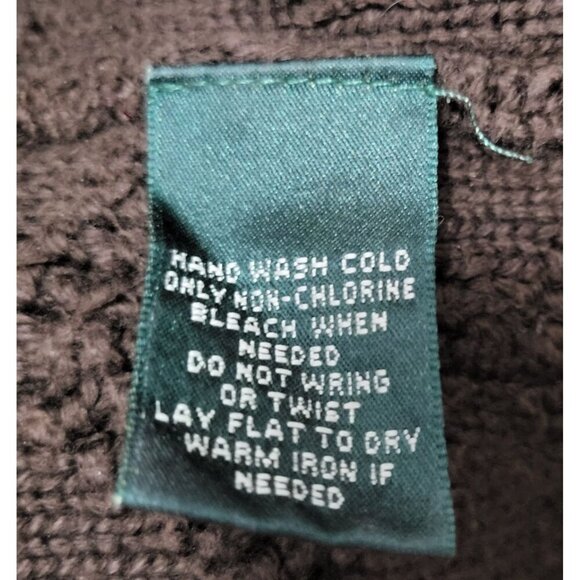 HAND WASH COLD
ONLY NON-CHLORINE
BLEACH WHEN
NEEDED
DO NOT WRING
OR TWIST
LAY FLAT TO DRY
WARM IRON IF
NEEDED